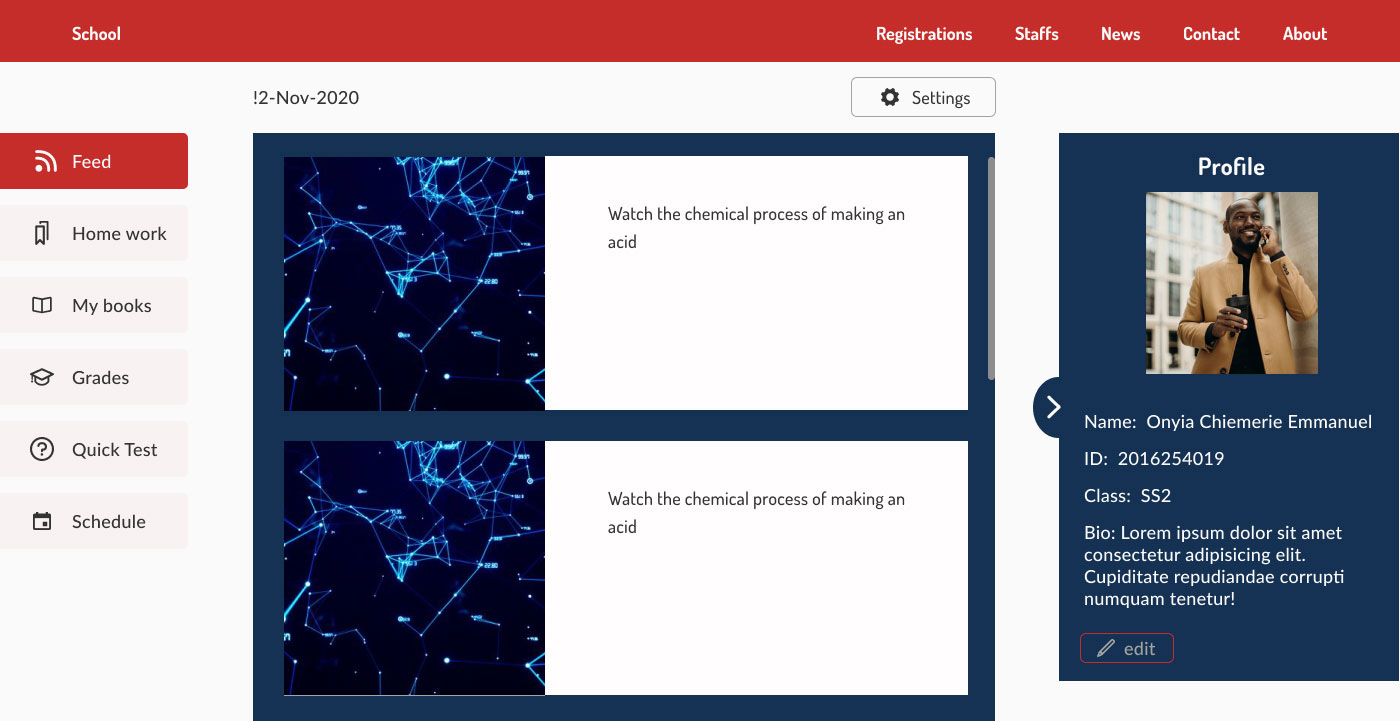 School
Registrations
Staffs
News
Contact
About
!2-Nov-2020
Settings
Feed
Home work
My books
Grades
Quick Test
Schedule
Watch the chemical process of making an
acid
Watch the chemical process of making an
acid
Profile
Name: Onyia Chiemerie Emmanuel
ID: 2016254019
Class: SS2
Bio: Lorem ipsum dolor sit amet
consectetur adipisicing elit.
Cupiditate repudiandae corrupti
numquam tenetur!
edit